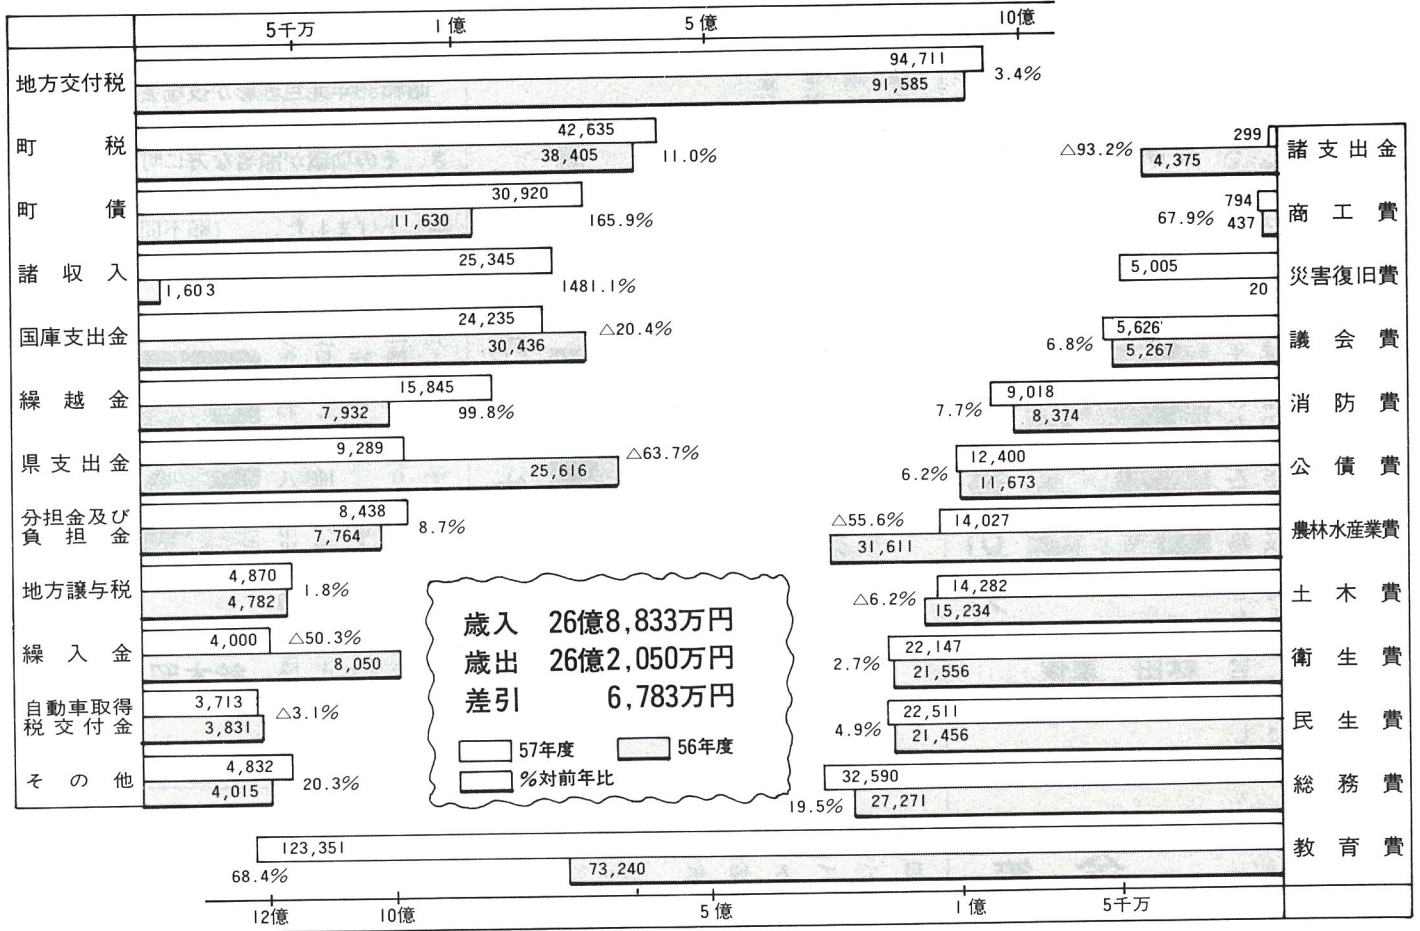 5千万 1億 5億 10億
地方交付税 94,711 91,585 3.4%
町税 42,635 38,405 11.0%
町債 30,920 11,630 165.9%
諸収入 25,345 1,603 1481.1%
国庫支出金 24,235 30,436 △20.4%
繰越金 15,845 7,932 99.8%
県支出金 9,289 25,616 △63.7%
分担金及び
負担金 8,438 7,764 8.7%
地方譲与税 4,870 4,782 1.8%
繰入金 4,000 8,050 △50.3%
自動車取得
税交付金 3,713 3,831 △3.1%
その他 4,832 4,015 20.3%
歳入 26億8,833万円
歳出 26億2,050万円
差引 6,783万円
57年度 56年度
%対前年比
△93.2% 299 4,375 諸支出金
67.9% 794 437 商工費
5,005 20 災害復旧費
6.8% 5,626 5,267 議会費
7.7% 9,018 8,374 消防費
6.2% 12,400 11,673 公債費
△55.6% 14,027 31,611 農林水産業費
△6.2% 14,282 15,234 土木費
2.7% 22,147 21,556 衛生費
4.9% 22,511 21,456 民生費
19.5% 32,590 27,271 総務費
68.4% 123,351 73,240 教育費
12億 10億 5億 1億 5千万